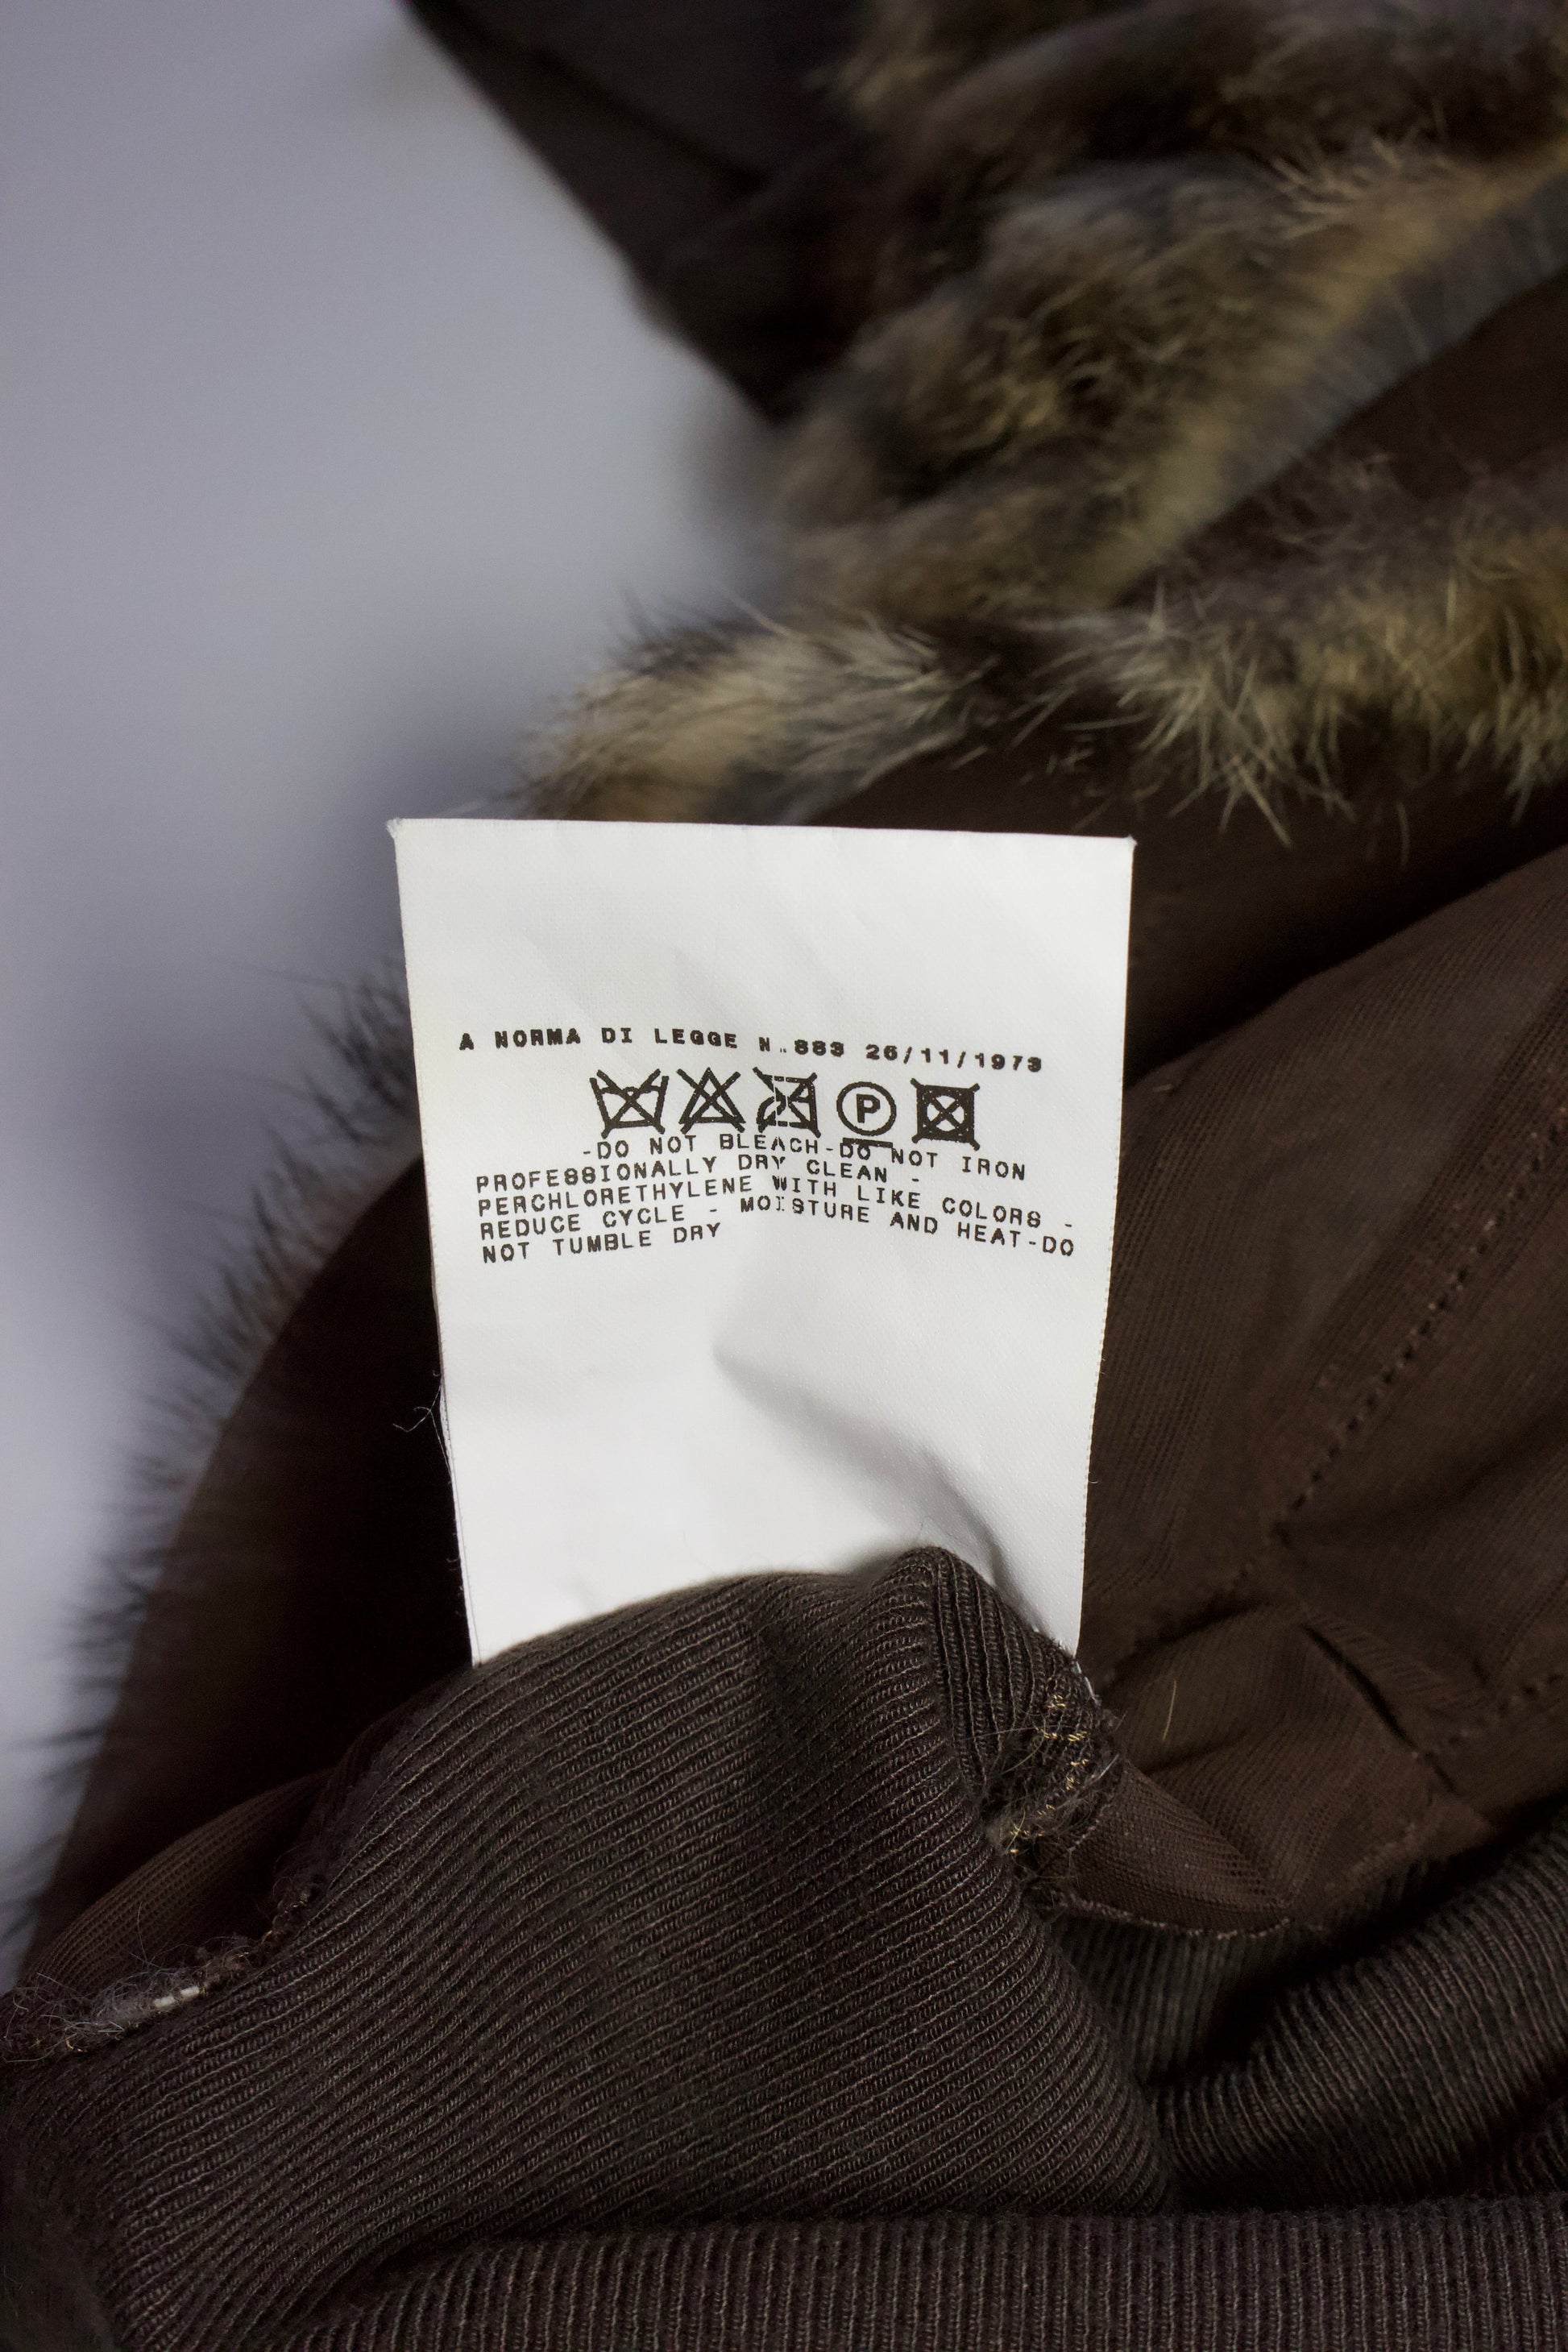 A NORMA DI LEGGE N.883 26/11/1973
P
-DO NOT BLEACH-DO NOT IRON
PROFESSIONALLY DRY CLEAN -
PERCHLORETHYLENE WITH LIKE COLORS -
REDUCE CYCLE - MOISTURE AND HEAT-DO
NOT TUMBLE DRY